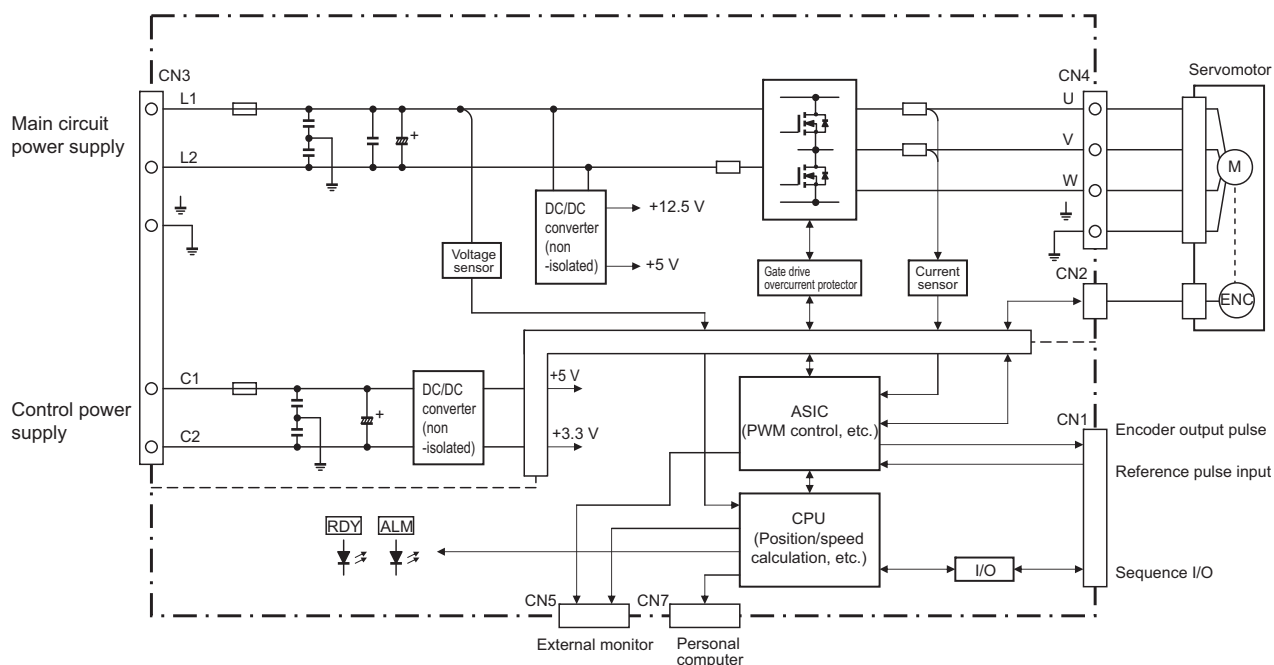 CN3
L1
Main circuit
power supply
L2
DC/DC
converter
(non
-isolated)
+12.5 V
+5 V
Voltage
sensor
Gate drive
overcurrent protector
Current
sensor
CN4
U
V
W
Servomotor
M
CN2
ENC
C1
Control power
supply
C2
DC/DC
converter
(non
-isolated)
+5 V
+3.3 V
ASIC
(PWM control, etc.)
CN1
Encoder output pulse
Reference pulse input
CPU
(Position/speed
calculation, etc.)
I/O
Sequence I/O
RDY
ALM
CN5
CN7
External monitor
Personal
computer
+
+